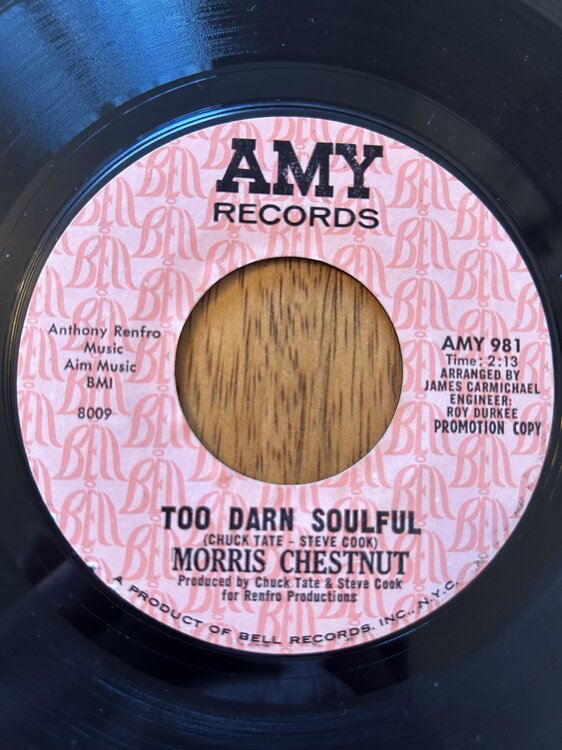 AMY
RECORDS
Anthony Renfro
Music
Aim Music
BMI
8009
AMY 981
Time: 2:13
ARRANGED BY
JAMES CARMICHAEL
ENGINEER:
ROY DURKEE
PROMOTION COPY
TOO DARN SOULFUL
(CHUCK TATE - STEVE COOK)
MORRIS CHESTNUT
Produced by Chuck Tate & Steve Cook
for Renfro Productions
A PRODUCT OF BELL RECORDS, INC., N.Y.C.
BELL